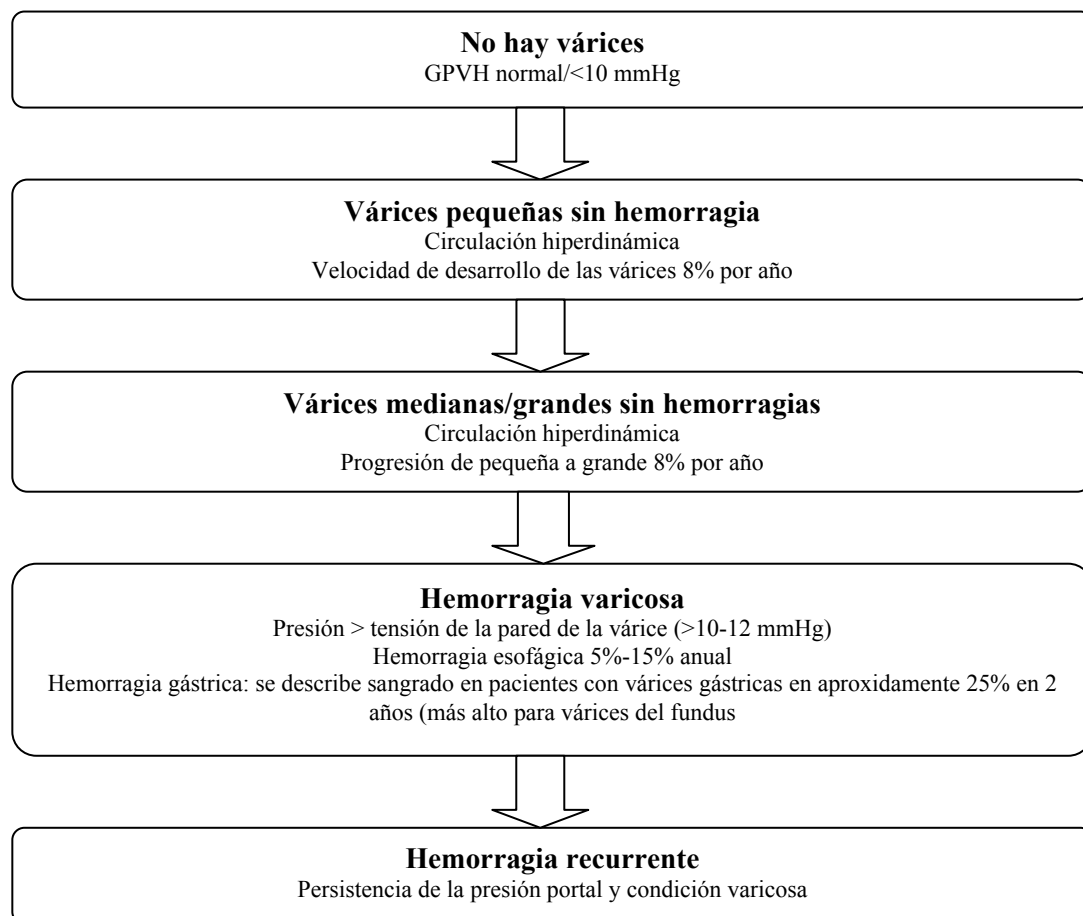 No hay várices
GPVH normal/<10 mmHg
Várices pequeñas sin hemorragia
Circulación hiperdinámica
Velocidad de desarrollo de las várices 8% por año
Várices medianas/grandes sin hemorragias
Circulación hiperdinámica
Progresión de pequeña a grande 8% por año
Hemorragia varicosa
Presión > tensión de la pared de la várice (>10-12 mmHg)
Hemorragia esofágica 5%-15% anual
Hemorragia gástrica: se describe sangrado en pacientes con várices gástricas en aproxidamente 25% en 2
años (más alto para várices del fundus
Hemorragia recurrente
Persistencia de la presión portal y condición varicosa